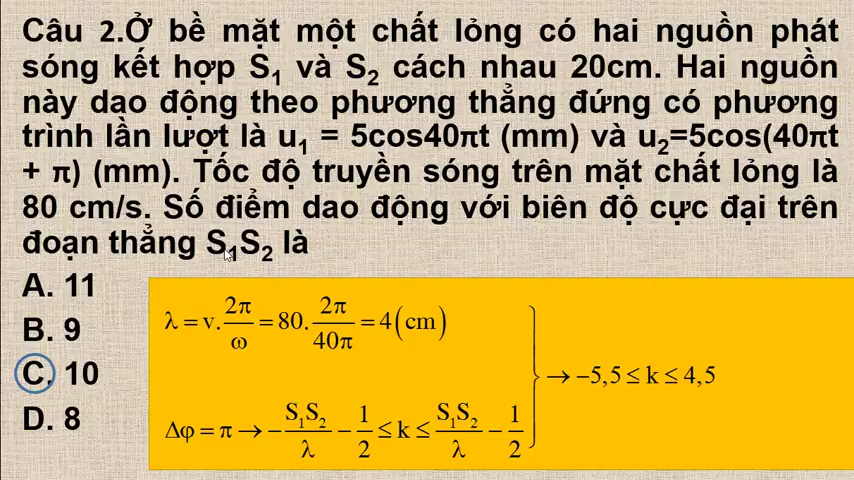 Câu 2.Ở bề mặt một chất lỏng có hai nguồn phát
sóng kết hợp S₁ và S₂ cách nhau 20cm. Hai nguồn
này dao động theo phương thẳng đứng có phương
trình lần lượt là u₁ = 5cos40πt (mm) và u₂=5cos(40πt
+ π) (mm). Tốc độ truyền sóng trên mặt chất lỏng là
80 cm/s. Số điểm dao động với biên độ cực đại trên
đoạn thẳng S₁S₂ là
A. 11
B. 9
C. 10
D. 8
λ = v.2π/ω = 80.2π/40π = 4(cm)
Δφ = π → -S₁S₂/λ - 1/2 ≤ k ≤ S₁S₂/λ - 1/2
→ -5,5 ≤ k ≤ 4,5